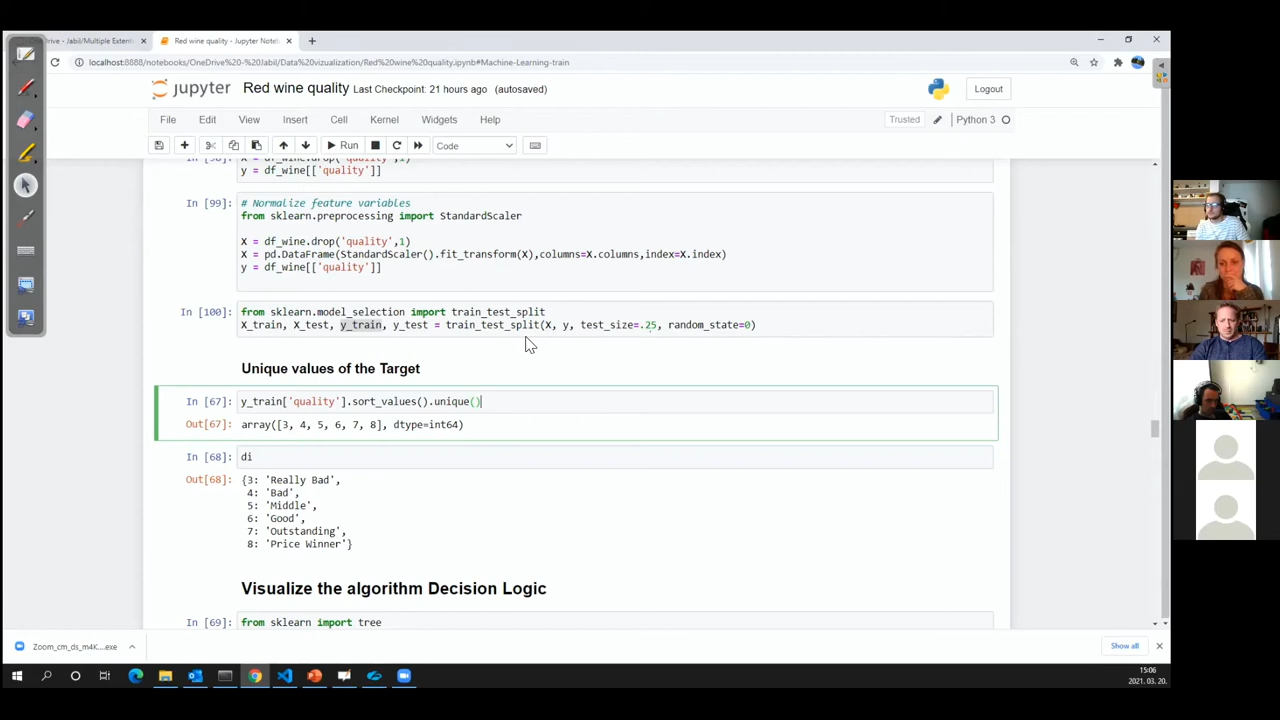 rive - Jabil/Multiple Extent
Red wine quality - Jupyter Noteb
localhost:8888/notebooks/OneDrive%20-%20Jabil/Data%20vizualization/Red%20wine%20quality.ipynb#Machine-Learning-train
jupyter Red wine quality Last Checkpoint: 21 hours ago (autosaved)
Logout
File Edit View Insert Cell Kernel Widgets Help
Trusted Python 3
Run Code
In [98]: X = df_wine.drop('quality',1)
y = df_wine[['quality']]
In [99]: # Normalize feature variables
from sklearn.preprocessing import StandardScaler
X = df_wine.drop('quality',1)
X = pd.DataFrame(StandardScaler().fit_transform(X),columns=X.columns,index=X.index)
y = df_wine[['quality']]
In [100]: from sklearn.model_selection import train_test_split
X_train, X_test, y_train, y_test = train_test_split(X, y, test_size=.25, random_state=0)
Unique values of the Target
In [67]: y_train['quality'].sort_values().unique()
Out[67]: array([3, 4, 5, 6, 7, 8], dtype=int64)
In [68]: di
Out[68]: {3: 'Really Bad',
4: 'Bad',
5: 'Middle',
6: 'Good',
7: 'Outstanding',
8: 'Price Winner'}
Visualize the algorithm Decision Logic
In [69]: from sklearn import tree
Zoom_cm_ds_m4K....exe
Show all
15:06
2021. 03. 20.